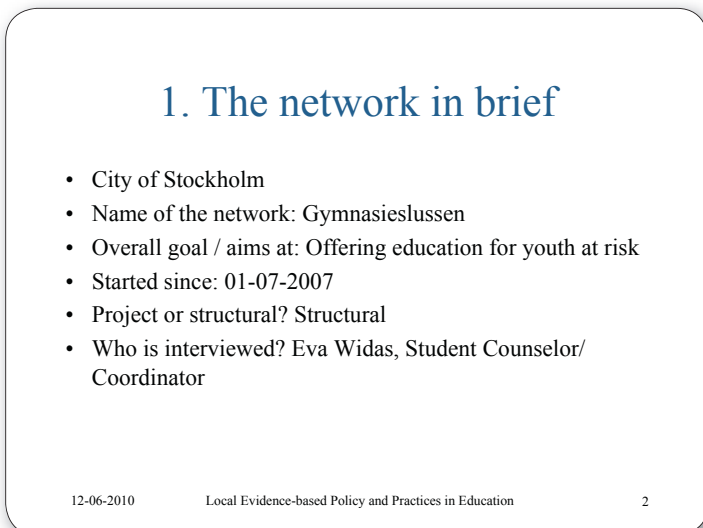 1. The network in brief
• City of Stockholm
• Name of the network: Gymnasieslussen
• Overall goal / aims at: Offering education for youth at risk
• Started since: 01-07-2007
• Project or structural? Structural
• Who is interviewed? Eva Widas, Student Counselor/
Coordinator
12-06-2010 Local Evidence-based Policy and Practices in Education 2